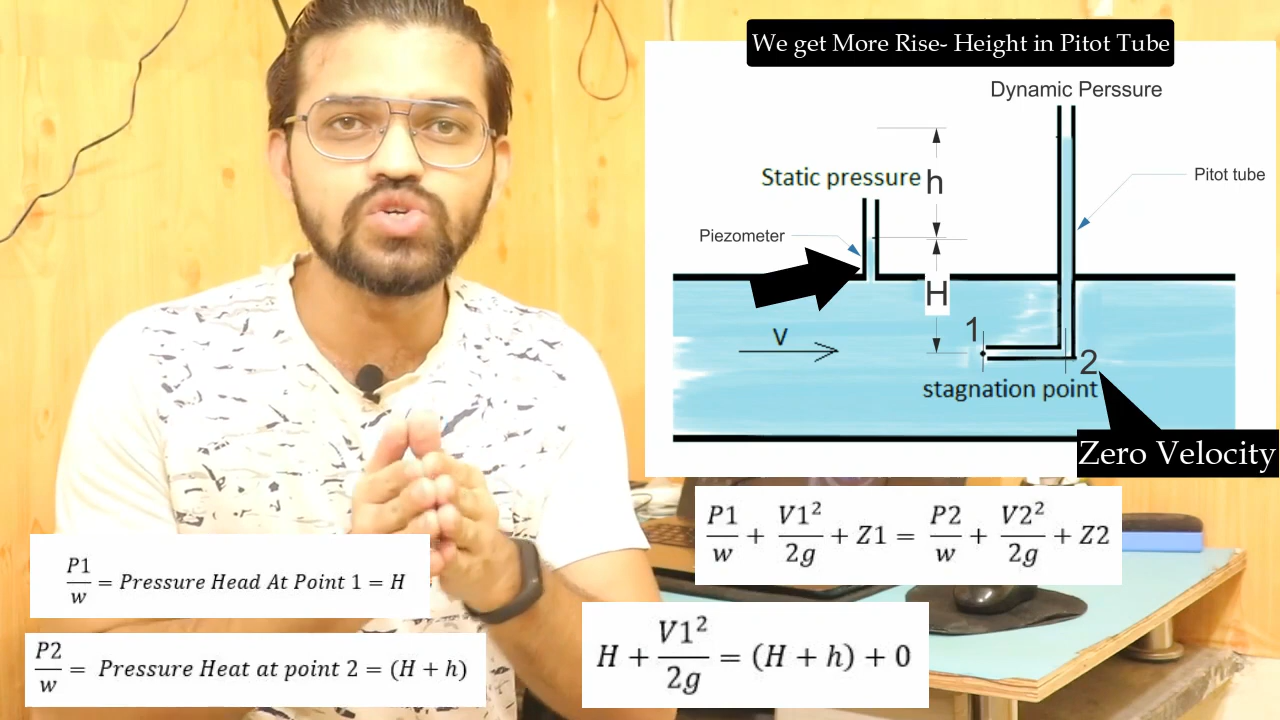 We get More Rise- Height in Pitot Tube
Dynamic Perssure
Static pressure
h
Pitot tube
Piezometer
H
V
1
2
stagnation point
Zero Velocity
P1/w + V1²/2g + Z1 = P2/w + V2²/2g + Z2
P1/w = Pressure Head At Point 1 = H
P2/w = Pressure Heat at point 2 = (H + h)
H + V1²/2g = (H + h) + 0